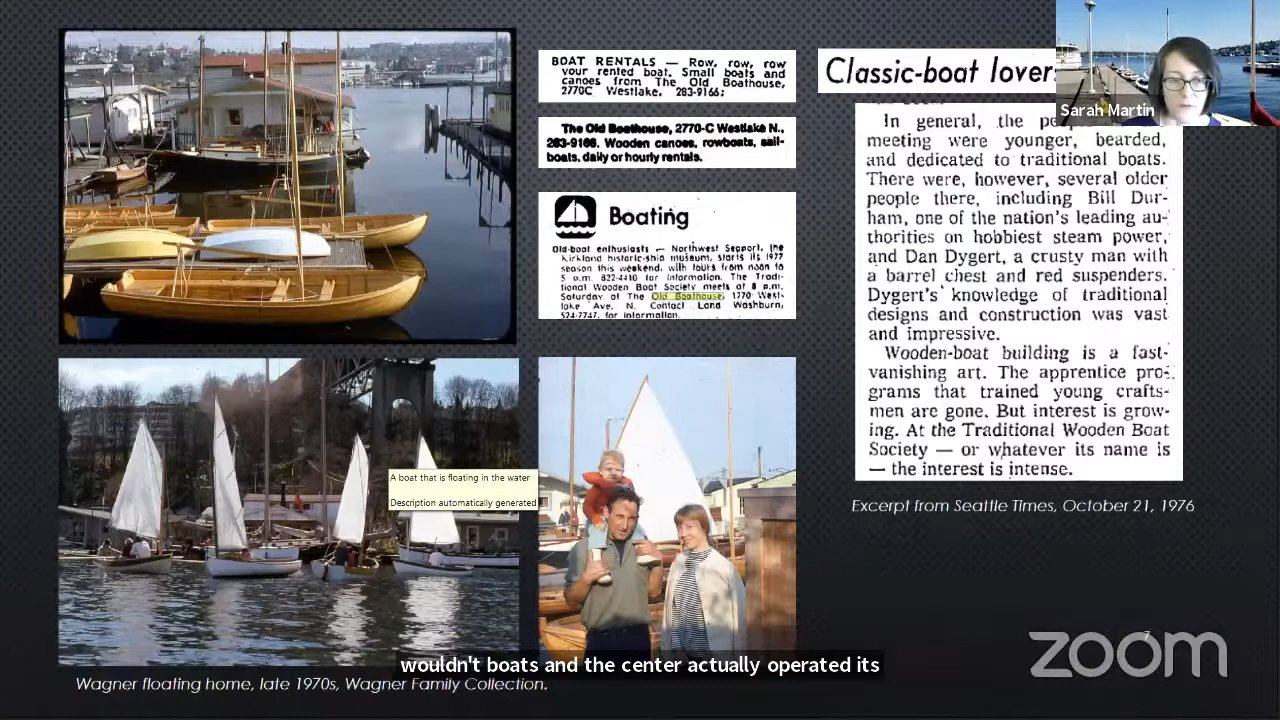 BOAT RENTALS — Row, row, row
your rented boat. Small boats and
canoes from The Old Boathouse,
2770C Westlake, 283-9166;
The Old Boathouse, 2770-C Westlake N.,
283-9166. Wooden canoes, rowboats, sail-
boats, daily or hourly rentals.
Boating
Old-boat enthusiasts — Northwest Seaport, the
Kirkland historic-ship museum, starts its 1977
season this weekend, with tours from noon to
5 p.m. 822-4410 for information. The Tradi-
tional Wooden Boat Society meets at 8 p.m.
Saturday at The Old Boathouse, 1770 West-
lake Ave. N. Contact Land Washburn,
524-7747, for information.
Classic-boat lover
Sarah Martin
In general, the
meeting were younger, bearded,
and dedicated to traditional boats.
There were, however, several older
people there, including Bill Dur-
ham, one of the nation's leading au-
thorities on hobbiest steam power,
and Dan Dygert, a crusty man with
a barrel chest and red suspenders.
Dygert's knowledge of traditional
designs and construction was vast
and impressive.
Wooden-boat building is a fast-
vanishing art. The apprentice pro-
grams that trained young crafts-
men are gone. But interest is grow-
ing. At the Traditional Wooden Boat
Society — or whatever its name is
— the interest is intense.
Excerpt from Seattle Times, October 21, 1976
A boat that is floating in the water
Description automatically generated
wouldn't boats and the center actually operated its
Wagner floating home, late 1970s, Wagner Family Collection.
7
zoom